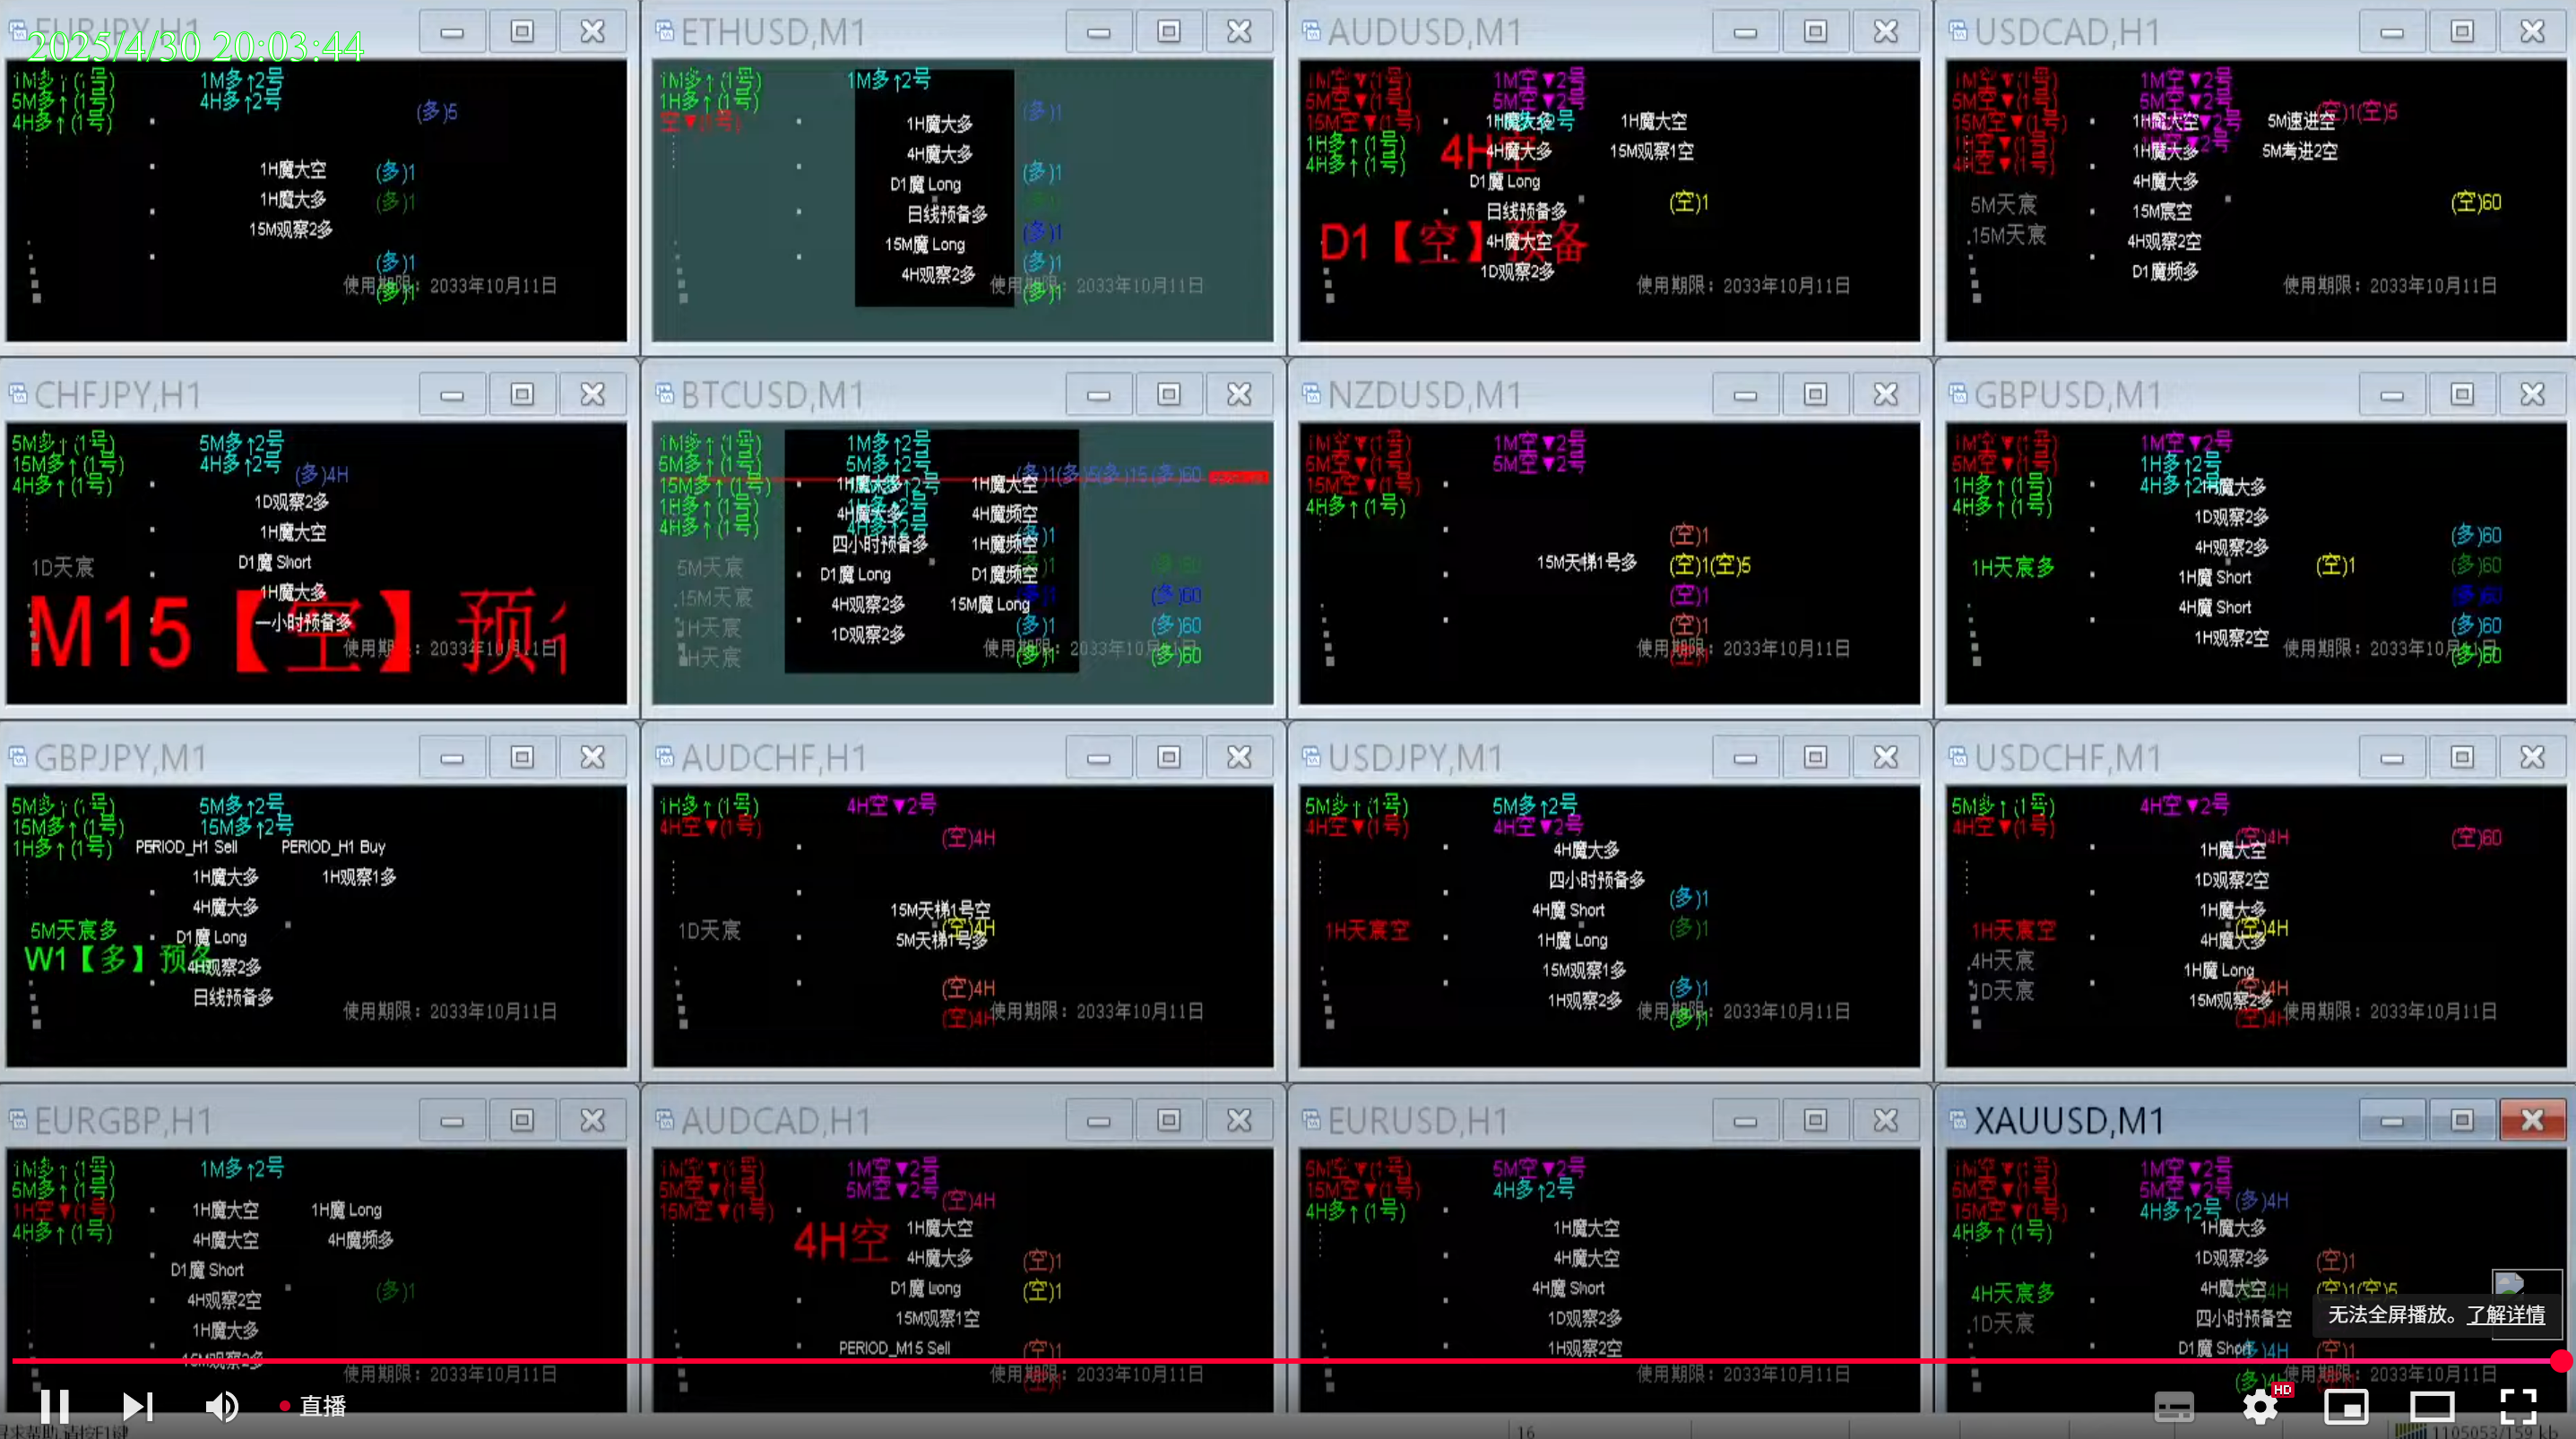 EURJPY,H1
2025/4/30 20:03:44
1M多↑(1号) 1M多↑2号
5M多↑(1号) 4H多↑2号
4H多↑(1号)
(多)5
1H魔大空 (多)1
1H魔大多 (多)1
15M观察2多
(多)1
使用期限：2033年10月11日
(多)1
ETHUSD,M1
1M多↑(1号) 1M多↑2号
1H多↑(1号)
空▼(1号)
(多)1
1H魔大多
4H魔大多
(多)1
D1魔 Long
日线预备多
15M魔 Long (多)1
4H观察2多 (多)1
使用期限：2033年10月11日
(多)1
AUDUSD,M1
1M空▼(1号) 1M空▼2号
5M空▼(1号) 5M空▼2号
15M空▼(1号)
1H多↑(1号)
4H多↑(1号)
1H魔大多 1H魔大空
4H空
4H魔大多 15M观察1空
D1魔 Long
日线预备多 (空)1
D1【空】预备
4H魔大空
1D观察2多
使用期限：2033年10月11日
USDCAD,H1
1M空▼(1号) 1M空▼2号
5M空▼(1号) 5M空▼2号
15M空▼(1号)
1H空▼(1号)
4H空▼(1号)
(空)1(空)5
1H魔大空 5M速进空
1H魔大多 5M考进2空
4H魔大多
5M天宸 15M宸空 (空)60
.15M天宸 4H观察2空
D1魔频多
使用期限：2033年10月11日
CHFJPY,H1
5M多↑(1号) 5M多↑2号
15M多↑(1号) 4H多↑2号
4H多↑(1号)
(多)4H
1D观察2多
1H魔大空
1D天宸 D1魔 Short
1H魔大多
M15【空】预
一小时预备多
BTCUSD,M1
1M多↑(1号) 1M多↑2号
5M多↑(1号) 5M多↑2号
15M多↑(1号)
1H多↑(1号)
4H多↑(1号)
(多)1(多)5(多)15(多)60
1H魔大多 1H魔大空
4H魔大多 4H魔频空
四小时预备多 1H魔频空
5M天宸 D1魔 Long D1魔频空
.15M天宸 4H观察2多 15M魔 Long (多)60
1H天宸 1D观察2多 (多)1 (多)60
H天宸
(多)1 (多)60
NZDUSD,M1
1M空▼(1号) 1M空▼2号
5M空▼(1号) 5M空▼2号
15M空▼(1号)
4H多↑(1号)
(空)1
15M天梯1号多 (空)1(空)5
(空)1
(空)1
使用期限：2033年10月11日
GBPUSD,M1
1M空▼(1号) 1M空▼2号
5M空▼(1号) 1H多↑2号
1H多↑(1号) 4H多↑2号
4H多↑(1号)
1H魔大多
1D观察2多
4H观察2多 (多)60
1H天宸多 1H魔 Short (空)1 (多)60
4H魔 Short (多)60
1H观察2空 (多)60
使用期限：2033年10月11日
(多)60
GBPJPY,M1
5M多↑(1号) 5M多↑2号
15M多↑(1号) 15M多↑2号
1H多↑(1号) PERIOD_H1 Sell PERIOD_H1 Buy
1H魔大多 1H观察1多
4H魔大多
5M天宸多 D1魔 Long
W1【多】预备
4H观察2多
日线预备多
使用期限：2033年10月11日
AUDCHF,H1
1H多↑(1号) 4H空▼2号
4H空▼(1号)
(空)4H
15M天梯1号空
1D天宸 (空)4H
5M天梯1号多
(空)4H
(空)4H
使用期限：2033年10月11日
USDJPY,M1
5M多↑(1号) 5M多↑2号
4H空▼(1号) 4H空▼2号
4H魔大多
四小时预备多 (多)1
4H魔 Short
1H天宸空 1H魔 Long (多)1
15M观察1多
1H观察2多 (多)1
使用期限：2033年10月11日
(多)1
USDCHF,M1
5M多↑(1号) 4H空▼2号
4H空▼(1号)
(空)4H (空)60
1H魔大空
1D观察2空
1H魔大多
1H天宸空 (空)4H
4H魔大多
.4H天宸 1H魔 Long
1D天宸 (空)4H
15M观察2多
(空)4H
使用期限：2033年10月11日
EURGBP,H1
1M多↑(1号) 1M多↑2号
5M多↑(1号)
1H空▼(1号)
4H多↑(1号)
1H魔大空 1H魔 Long
4H魔大空 4H魔频多
D1魔 Short
4H观察2空 (多)1
1H魔大多
15M观察2多
使用期限：2033年10月11日
AUDCAD,H1
1M空▼(1号) 1M空▼2号
5M空▼(1号) 5M空▼2号
15M空▼(1号)
(空)4H
4H空
1H魔大空
4H魔大多 (空)1
D1魔 Long (空)1
15M观察1空
PERIOD_M15 Sell (空)1
使用期限：2033年10月11日
EURUSD,H1
5M空▼(1号) 5M空▼2号
15M空▼(1号) 4H多↑2号
4H多↑(1号)
1H魔大空
4H魔大空
4H魔 Short
1D观察2多
1H观察2空
使用期限：2033年10月11日
XAUUSD,M1
1M空▼(1号) 1M空▼2号
5M空▼(1号) 5M空▼2号
15M空▼(1号) 4H多↑2号
4H多↑(1号)
(多)4H
1H魔大多
1D观察2多 (空)1
4H天宸多 4H魔大空 (空)1(空)5
.1D天宸 四小时预备空
D1魔 Short (多)4H (空)1
使用期限：2033年10月11日
无法全屏播放。了解详情
直播
HD
16
1105053/159 kb